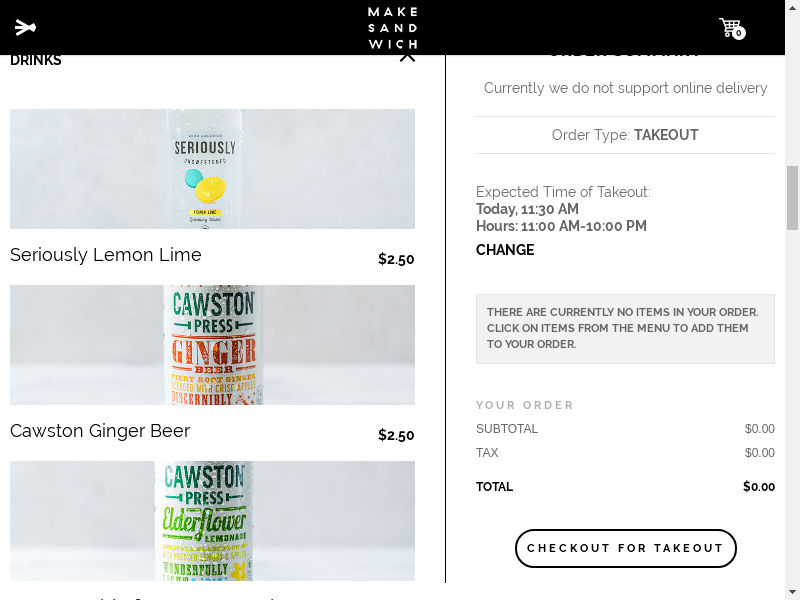 MAKE
SAND
WICH
0
DRINKS
SERIOUSLY
UNSWEETENED
LEMON LIME
Seriously Lemon Lime
$2.50
CAWSTON
PRESS
GINGER
BEER
FIERY ROOT GINGER
BLENDED WITH CRISP APPLES
DISCERNIBLY
Cawston Ginger Beer
$2.50
CAWSTON
PRESS
Elderflower
LEMONADE
WONDERFULLY
Currently we do not support online delivery
Order Type: TAKEOUT
Expected Time of Takeout:
Today, 11:30 AM
Hours: 11:00 AM-10:00 PM
CHANGE
THERE ARE CURRENTLY NO ITEMS IN YOUR ORDER.
CLICK ON ITEMS FROM THE MENU TO ADD THEM
TO YOUR ORDER.
YOUR ORDER
SUBTOTAL $0.00
TAX $0.00
TOTAL $0.00
CHECKOUT FOR TAKEOUT